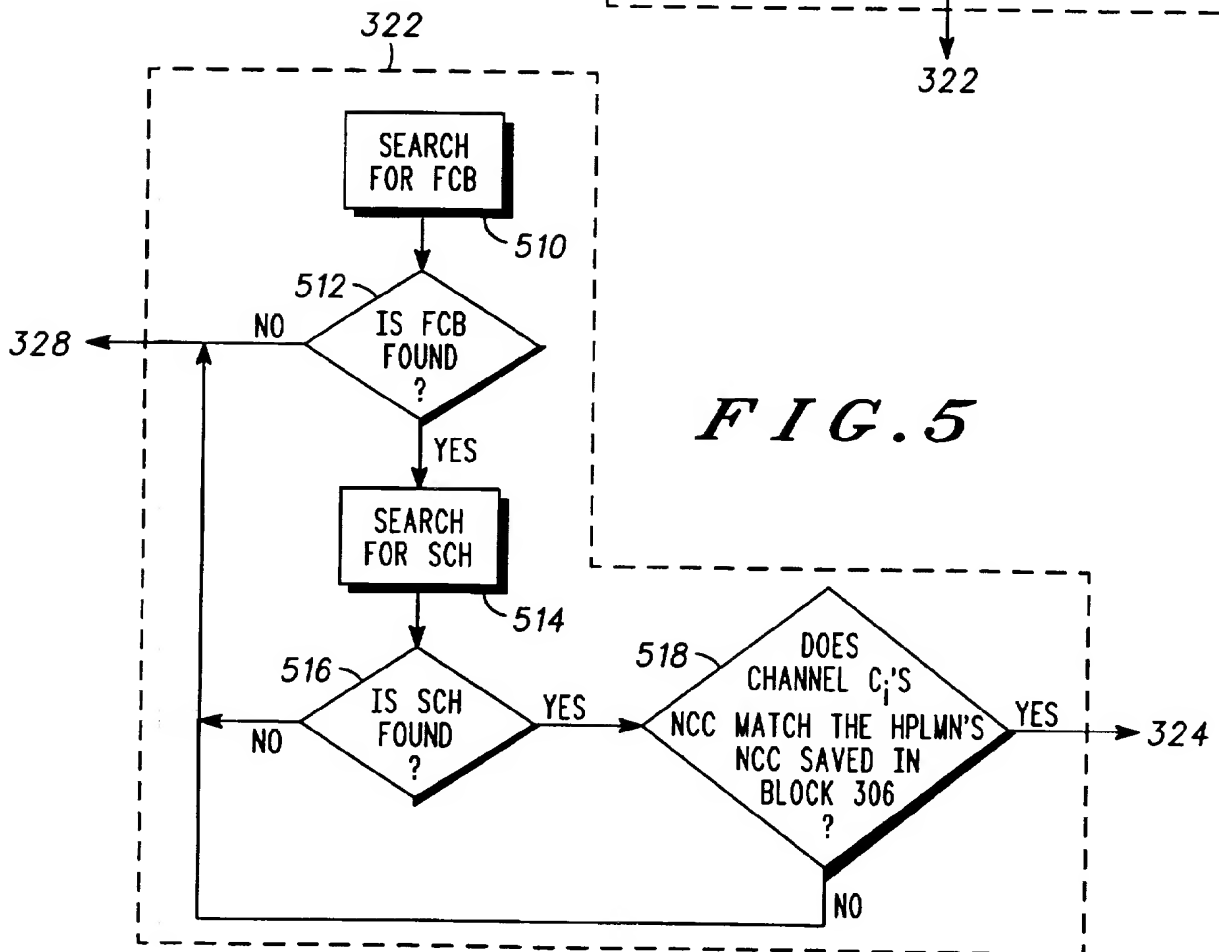 322
322
SEARCH
FOR FCB
510
512
IS FCB
FOUND
?
NO
328
YES
FIG.5
SEARCH
FOR SCH
514
516
IS SCH
FOUND
?
NO
YES
518
DOES
CHANNEL Ci'S
NCC MATCH THE HPLMN'S
NCC SAVED IN
BLOCK 306
?
YES
324
NO